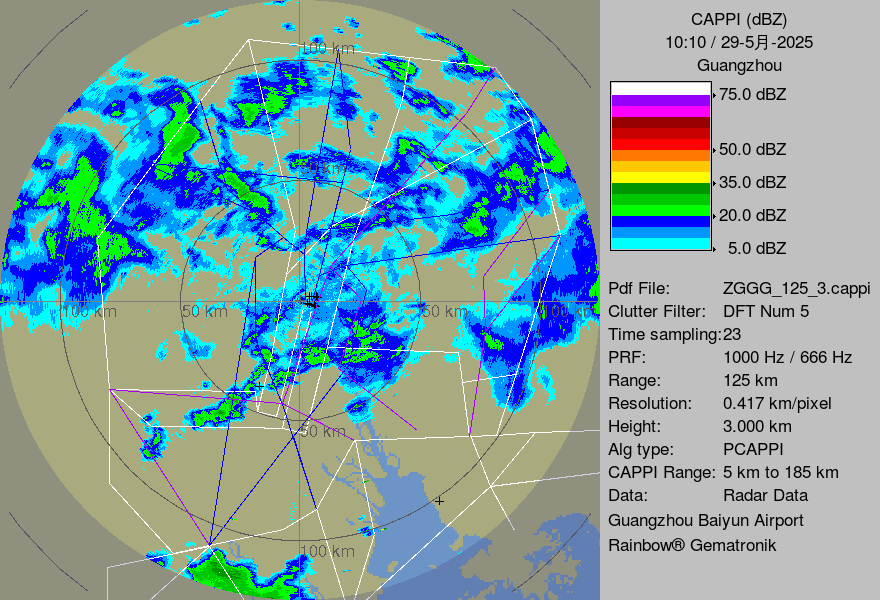 CAPPI (dBZ)
10:10 / 29-5月-2025
Guangzhou
75.0 dBZ
50.0 dBZ
35.0 dBZ
20.0 dBZ
5.0 dBZ
Pdf File: ZGGG_125_3.cappi
Clutter Filter: DFT Num 5
Time sampling:23
PRF: 1000 Hz / 666 Hz
Range: 125 km
Resolution: 0.417 km/pixel
Height: 3.000 km
Alg type: PCAPPI
CAPPI Range: 5 km to 185 km
Data: Radar Data
Guangzhou Baiyun Airport
Rainbow® Gematronik
100 km
50 km
100 km
50 km
50 km
100 km
50 km
100 km